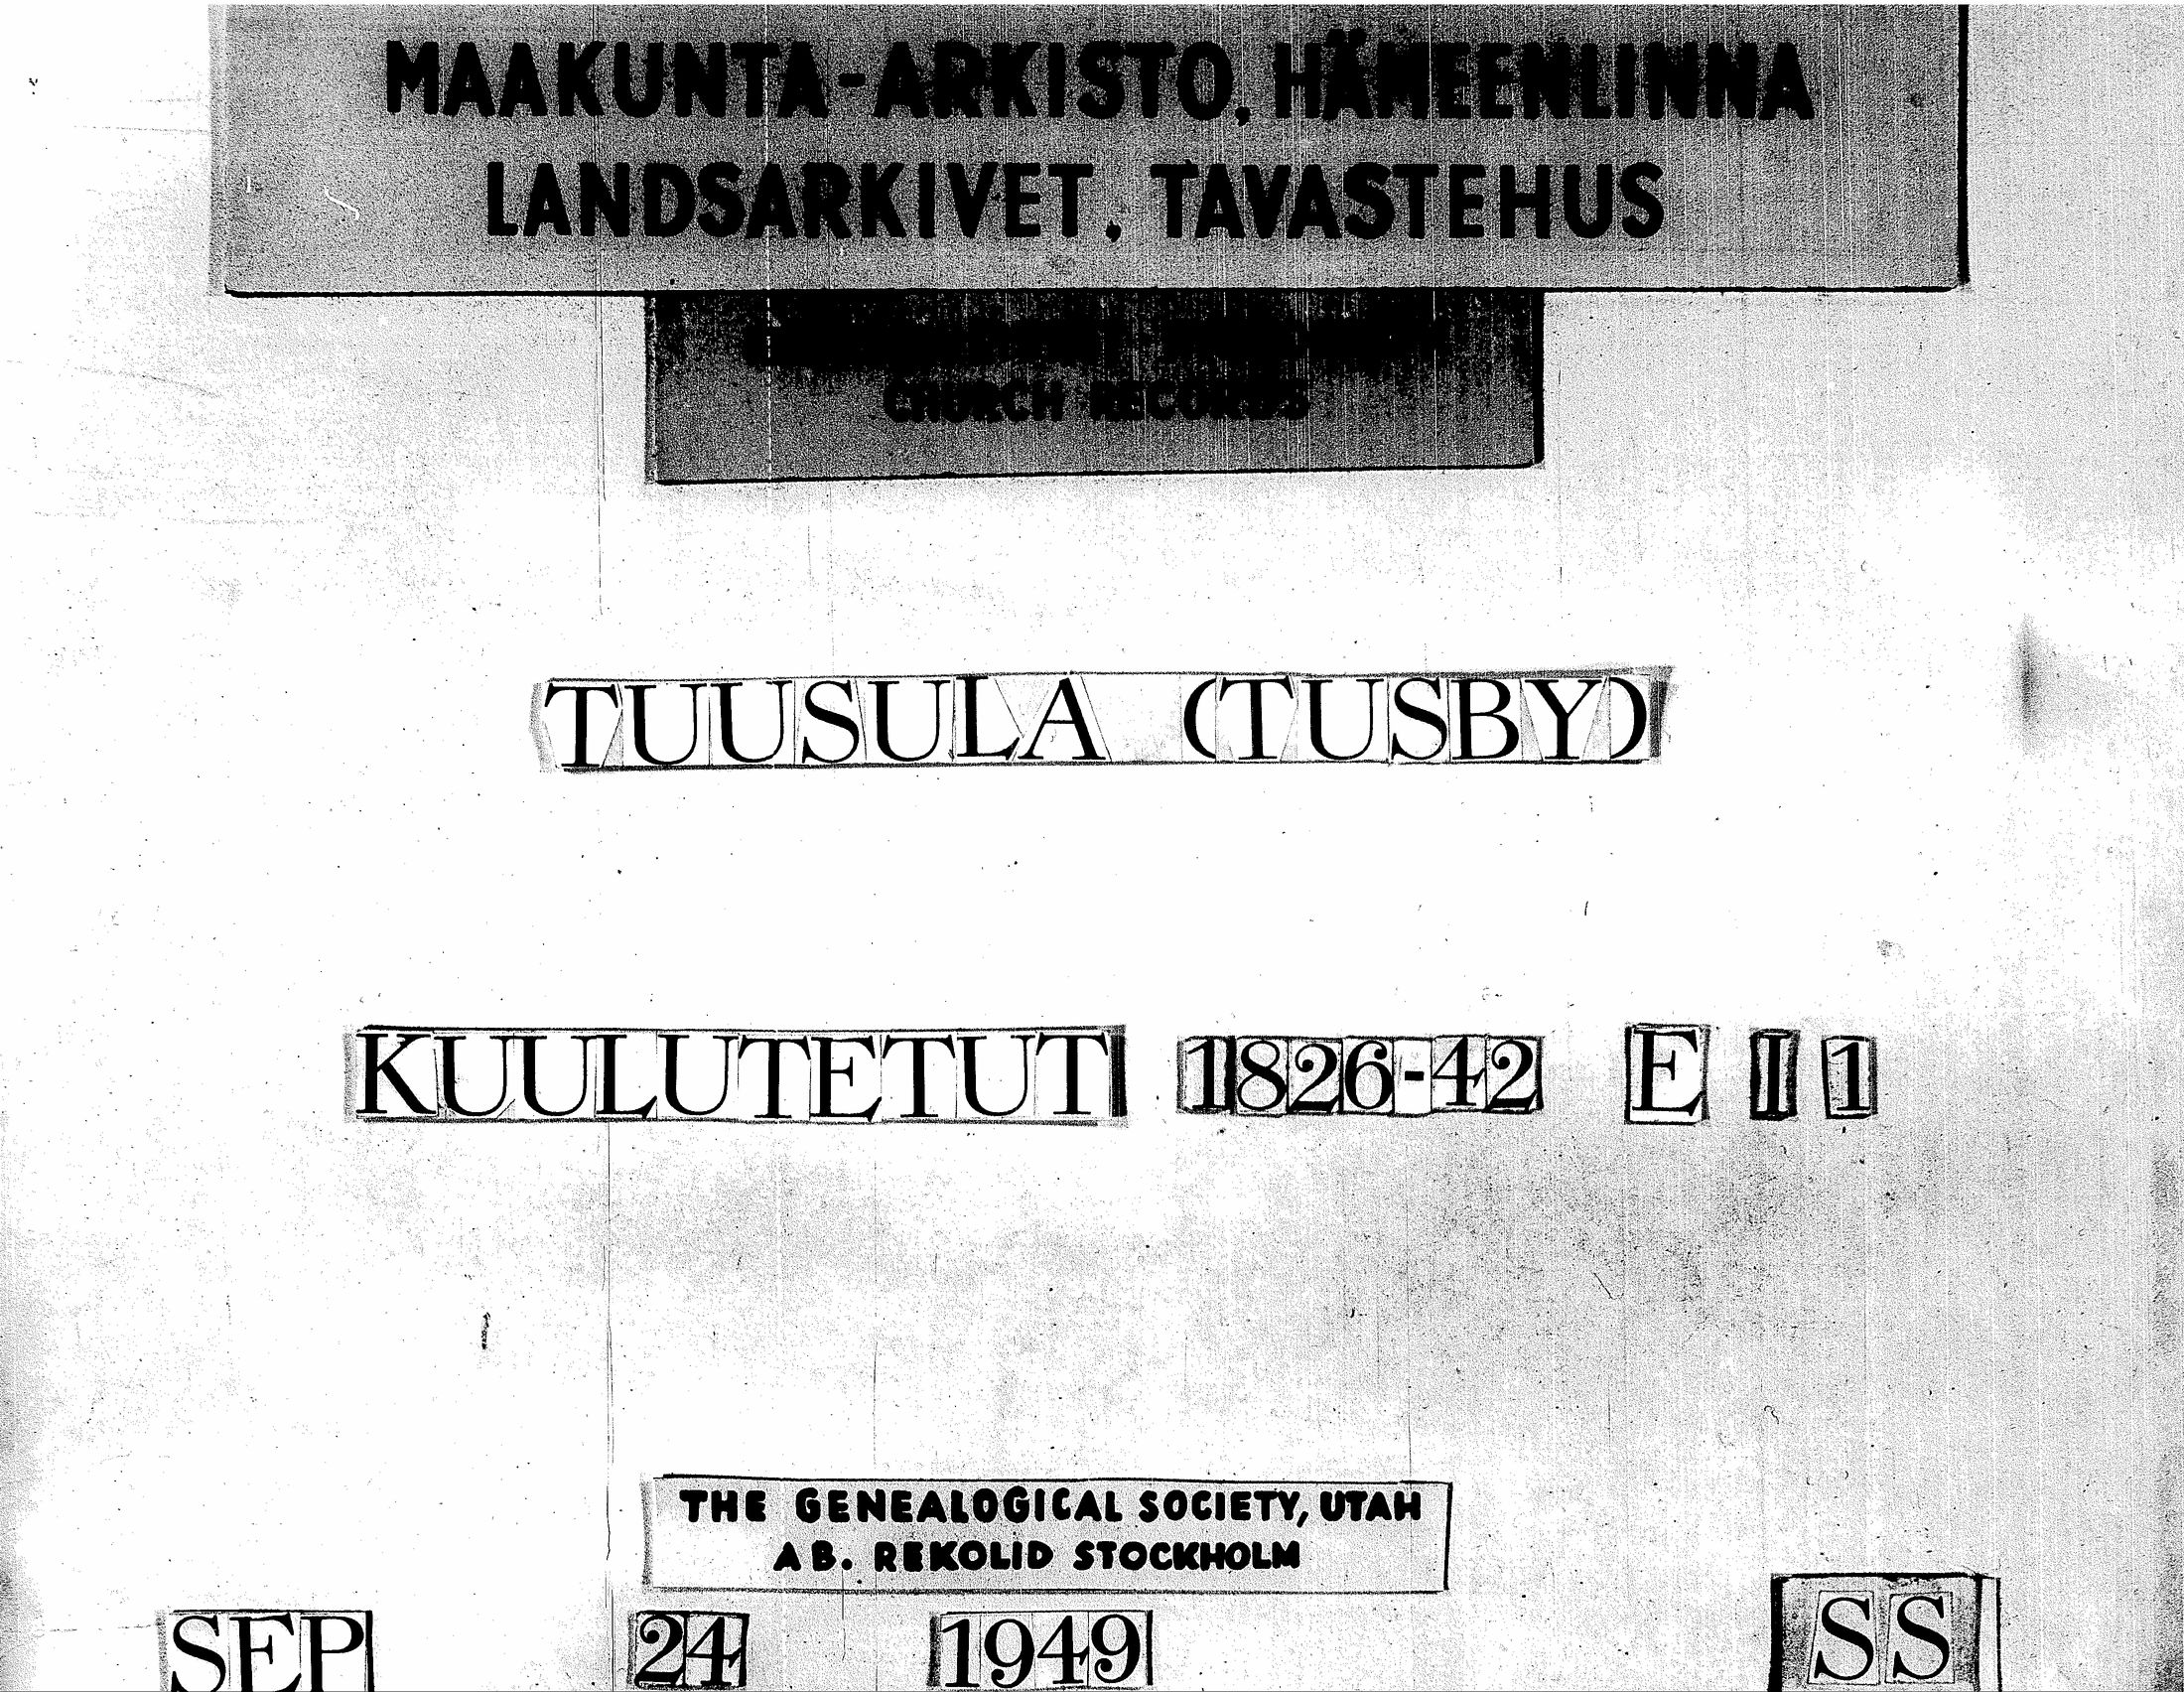 MAAKUNTA-ARKISTO, HÄMEENLINNA
LANDSARKIVET, TAVASTEHUS
CHURCH RECORDS
TUUSULA (TUSBY)
KUULUTETUT 1826-42 E I 1
THE GENEALOGICAL SOCIETY, UTAH
AB. REKOLID STOCKHOLM
SEP 24 1949 SS